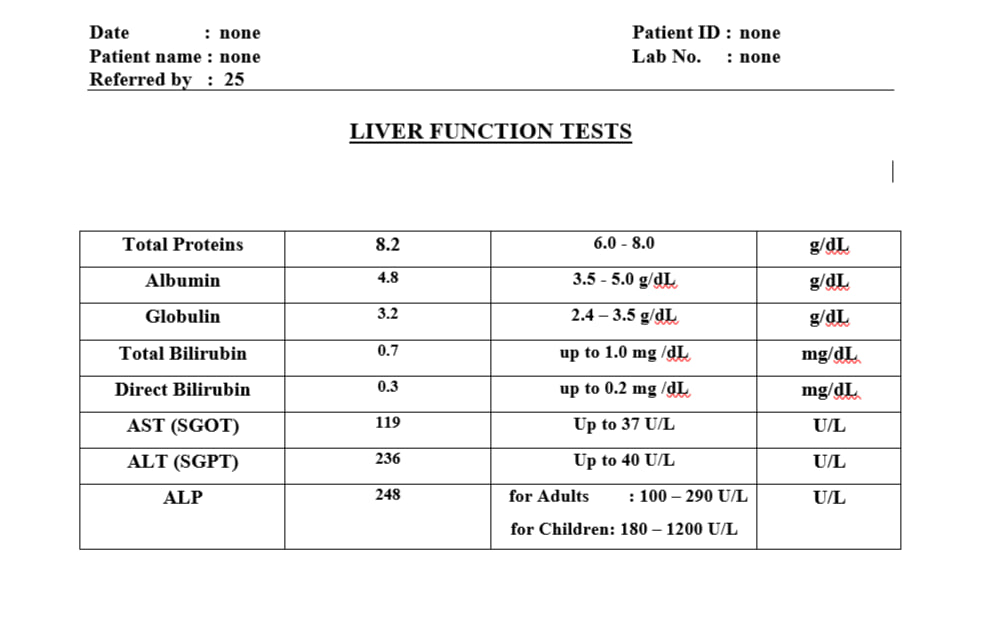 Date : none
Patient ID : none
Patient name : none
Lab No. : none
Referred by : 25
LIVER FUNCTION TESTS
Total Proteins 8.2 6.0 - 8.0 g/dL
Albumin 4.8 3.5 - 5.0 g/dL g/dL
Globulin 3.2 2.4 – 3.5 g/dL g/dL
Total Bilirubin 0.7 up to 1.0 mg /dL mg/dL
Direct Bilirubin 0.3 up to 0.2 mg /dL mg/dL
AST (SGOT) 119 Up to 37 U/L U/L
ALT (SGPT) 236 Up to 40 U/L U/L
ALP 248 for Adults : 100 – 290 U/L U/L
for Children: 180 – 1200 U/L